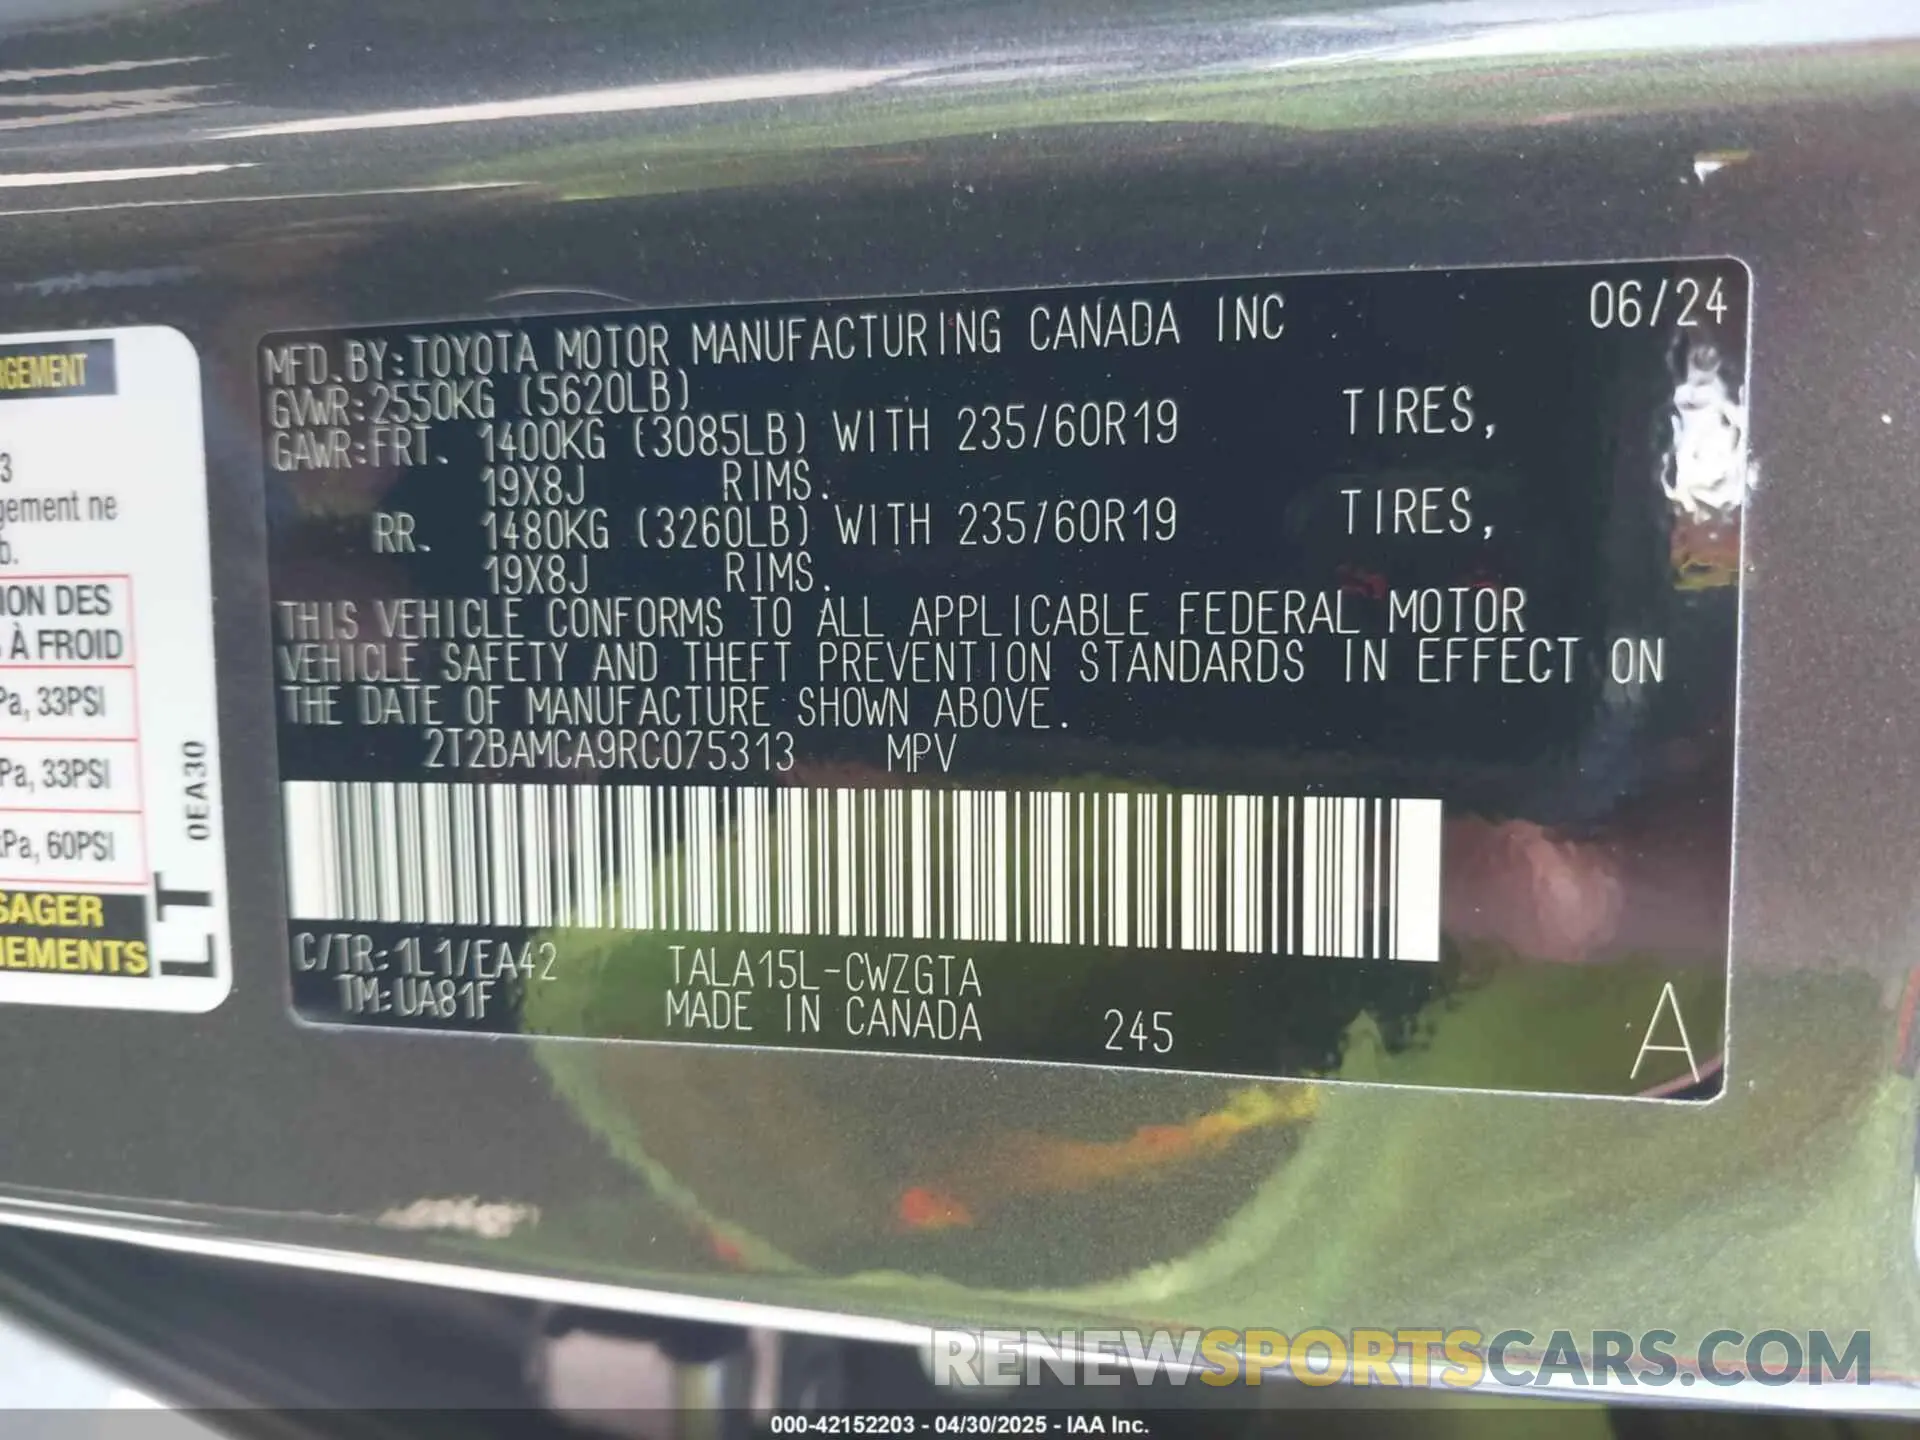 06/24
MFD.BY:TOYOTA MOTOR MANUFACTURING CANADA INC
GVWR:2550KG (5620LB)
GAWR:FRT. 1400KG (3085LB) WITH 235/60R19 TIRES,
19X8J RIMS.
RR. 1480KG (3260LB) WITH 235/60R19 TIRES,
19X8J RIMS.
THIS VEHICLE CONFORMS TO ALL APPLICABLE FEDERAL MOTOR
VEHICLE SAFETY AND THEFT PREVENTION STANDARDS IN EFFECT ON
THE DATE OF MANUFACTURE SHOWN ABOVE.
2T2BAMCA9RC075313 MPV
C/TR:1L1/EA42 TALA15L-CWZGTA
TM:UA81F MADE IN CANADA 245 A
RGEMENT
3
gement ne
b.
ION DES
À FROID
Pa, 33PSI
Pa, 33PSI
kPa, 60PSI
SAGER
NEMENTS
LT 0EA30
RENEWSPORTSCARS.COM
000-42152203 - 04/30/2025 - IAA Inc.